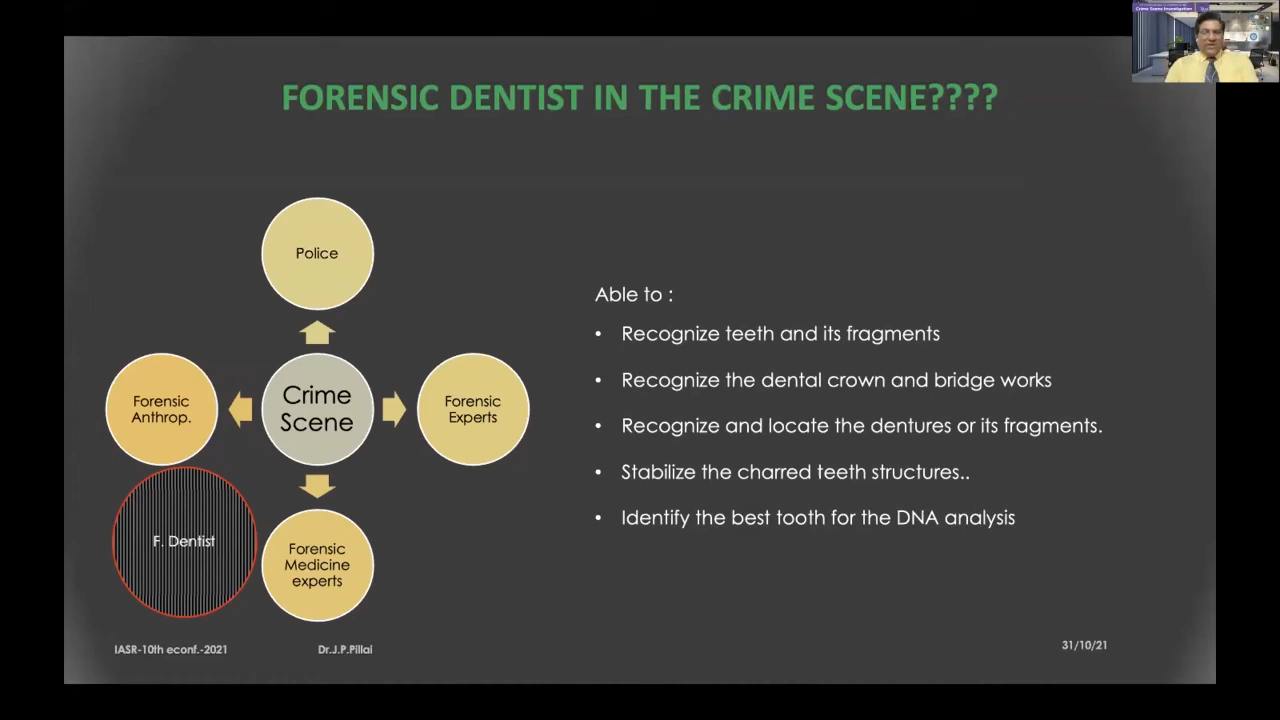 Crime Scene Investigation
FORENSIC DENTIST IN THE CRIME SCENE????
Police
Forensic
Anthrop.
Crime
Scene
Forensic
Experts
F. Dentist
Forensic
Medicine
experts
Able to :
• Recognize teeth and its fragments
• Recognize the dental crown and bridge works
• Recognize and locate the dentures or its fragments.
• Stabilize the charred teeth structures..
• Identify the best tooth for the DNA analysis
IASR-10th econf.-2021
Dr.J.P.Pillai
31/10/21